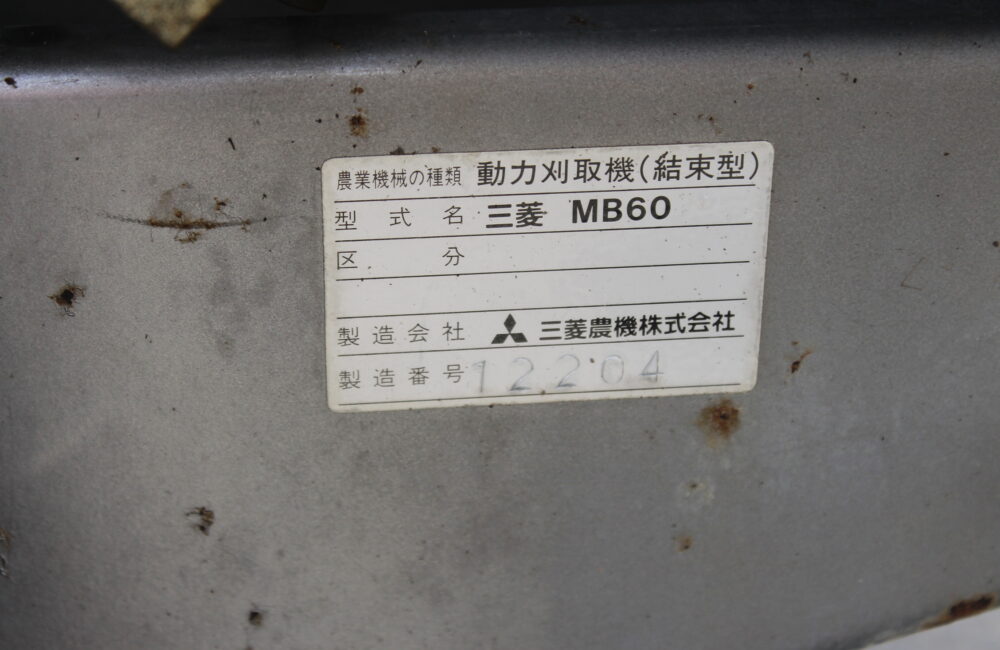 農業機械の種類 動力刈取機(結束型)
型式名 三菱 MB60
区分
製造会社 三菱農機株式会社
製造番号 12204